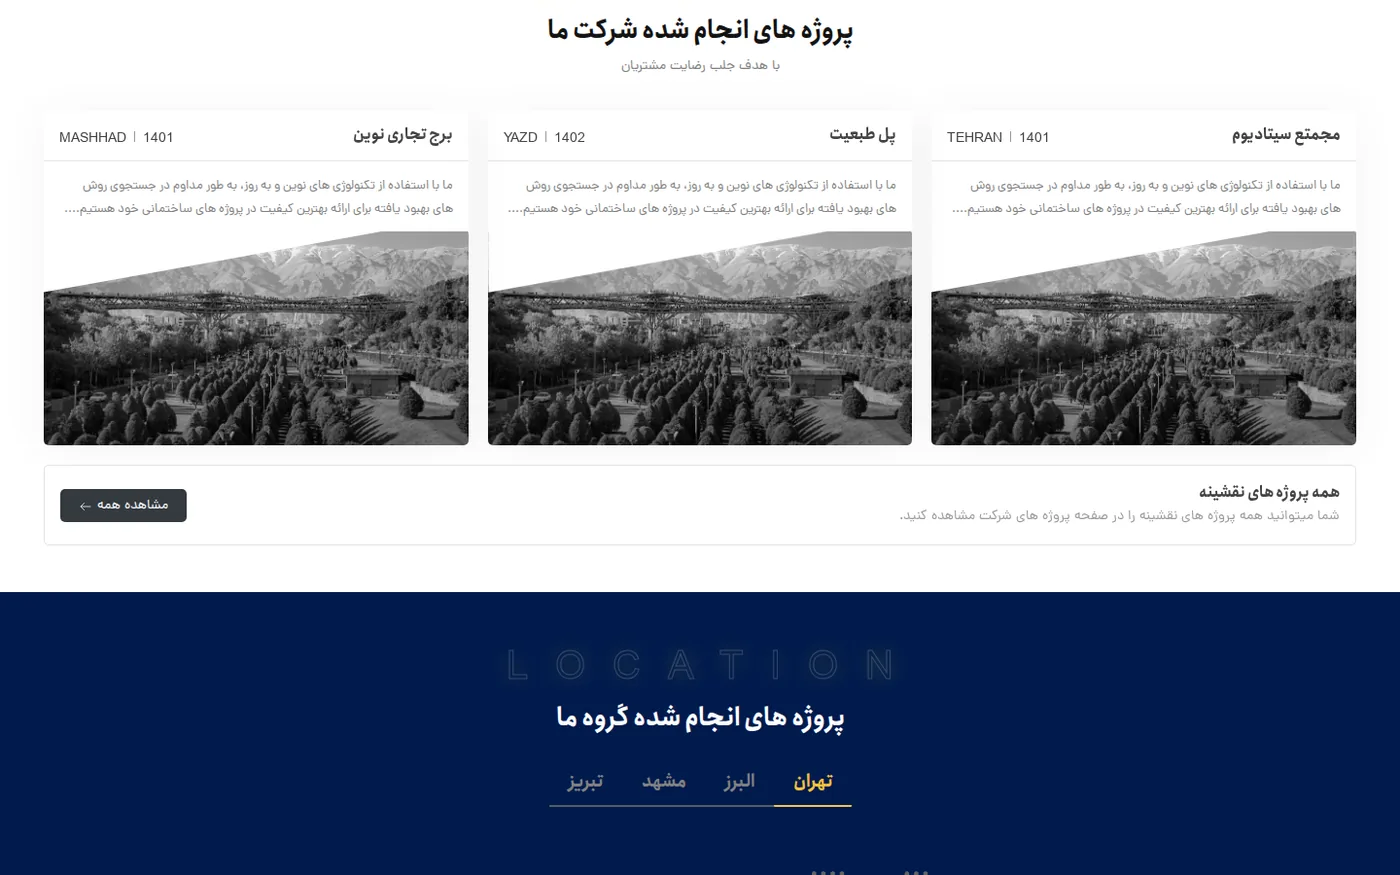 پروژه های انجام شده شرکت ما
با هدف جلب رضایت مشتریان
مجمتع سیتادیوم
TEHRAN | 1401
ما با استفاده از تکنولوژی های نوین و به روز، به طور مداوم در جستجوی روش
های بهبود یافته برای ارائه بهترین کیفیت در پروژه های ساختمانی خود هستیم....
پل طبعیت
YAZD | 1402
ما با استفاده از تکنولوژی های نوین و به روز، به طور مداوم در جستجوی روش
های بهبود یافته برای ارائه بهترین کیفیت در پروژه های ساختمانی خود هستیم....
برج تجاری نوین
MASHHAD | 1401
ما با استفاده از تکنولوژی های نوین و به روز، به طور مداوم در جستجوی روش
های بهبود یافته برای ارائه بهترین کیفیت در پروژه های ساختمانی خود هستیم....
همه پروژه های نقشینه
شما میتوانید همه پروژه های نقشینه را در صفحه پروژه های شرکت مشاهده کنید.
مشاهده همه ←
LOCATION
پروژه های انجام شده گروه ما
تهران
البرز
مشهد
تبریز